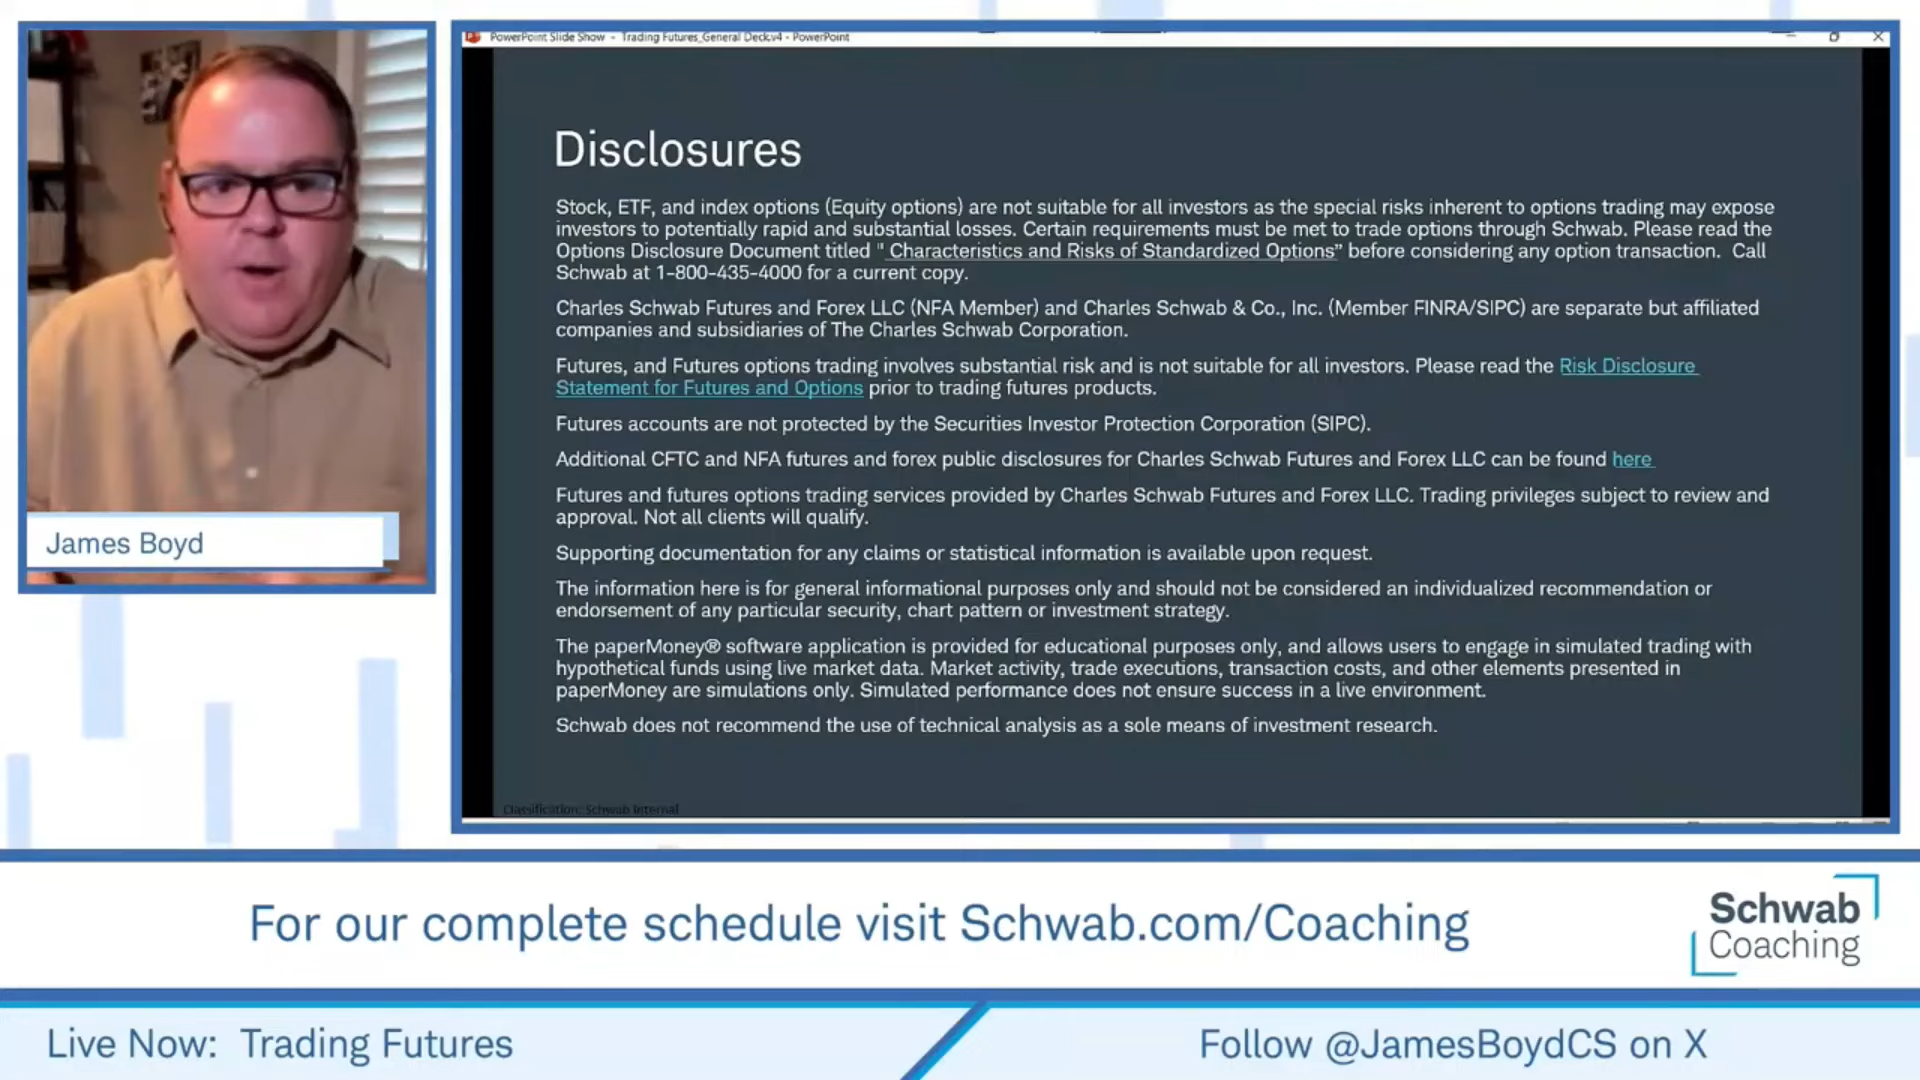 PowerPoint Slide Show - Trading Futures_General Deck.v4 - PowerPoint
Disclosures
Stock, ETF, and index options (Equity options) are not suitable for all investors as the special risks inherent to options trading may expose
investors to potentially rapid and substantial losses. Certain requirements must be met to trade options through Schwab. Please read the
Options Disclosure Document titled " Characteristics and Risks of Standardized Options” before considering any option transaction. Call
Schwab at 1-800-435-4000 for a current copy.
Charles Schwab Futures and Forex LLC (NFA Member) and Charles Schwab & Co., Inc. (Member FINRA/SIPC) are separate but affiliated
companies and subsidiaries of The Charles Schwab Corporation.
Futures, and Futures options trading involves substantial risk and is not suitable for all investors. Please read the Risk Disclosure
Statement for Futures and Options prior to trading futures products.
Futures accounts are not protected by the Securities Investor Protection Corporation (SIPC).
Additional CFTC and NFA futures and forex public disclosures for Charles Schwab Futures and Forex LLC can be found here
Futures and futures options trading services provided by Charles Schwab Futures and Forex LLC. Trading privileges subject to review and
approval. Not all clients will qualify.
Supporting documentation for any claims or statistical information is available upon request.
The information here is for general informational purposes only and should not be considered an individualized recommendation or
endorsement of any particular security, chart pattern or investment strategy.
The paperMoney® software application is provided for educational purposes only, and allows users to engage in simulated trading with
hypothetical funds using live market data. Market activity, trade executions, transaction costs, and other elements presented in
paperMoney are simulations only. Simulated performance does not ensure success in a live environment.
Schwab does not recommend the use of technical analysis as a sole means of investment research.
Classification: Schwab Internal
James Boyd
For our complete schedule visit Schwab.com/Coaching
Schwab
Coaching
Live Now: Trading Futures
Follow @JamesBoydCS on X